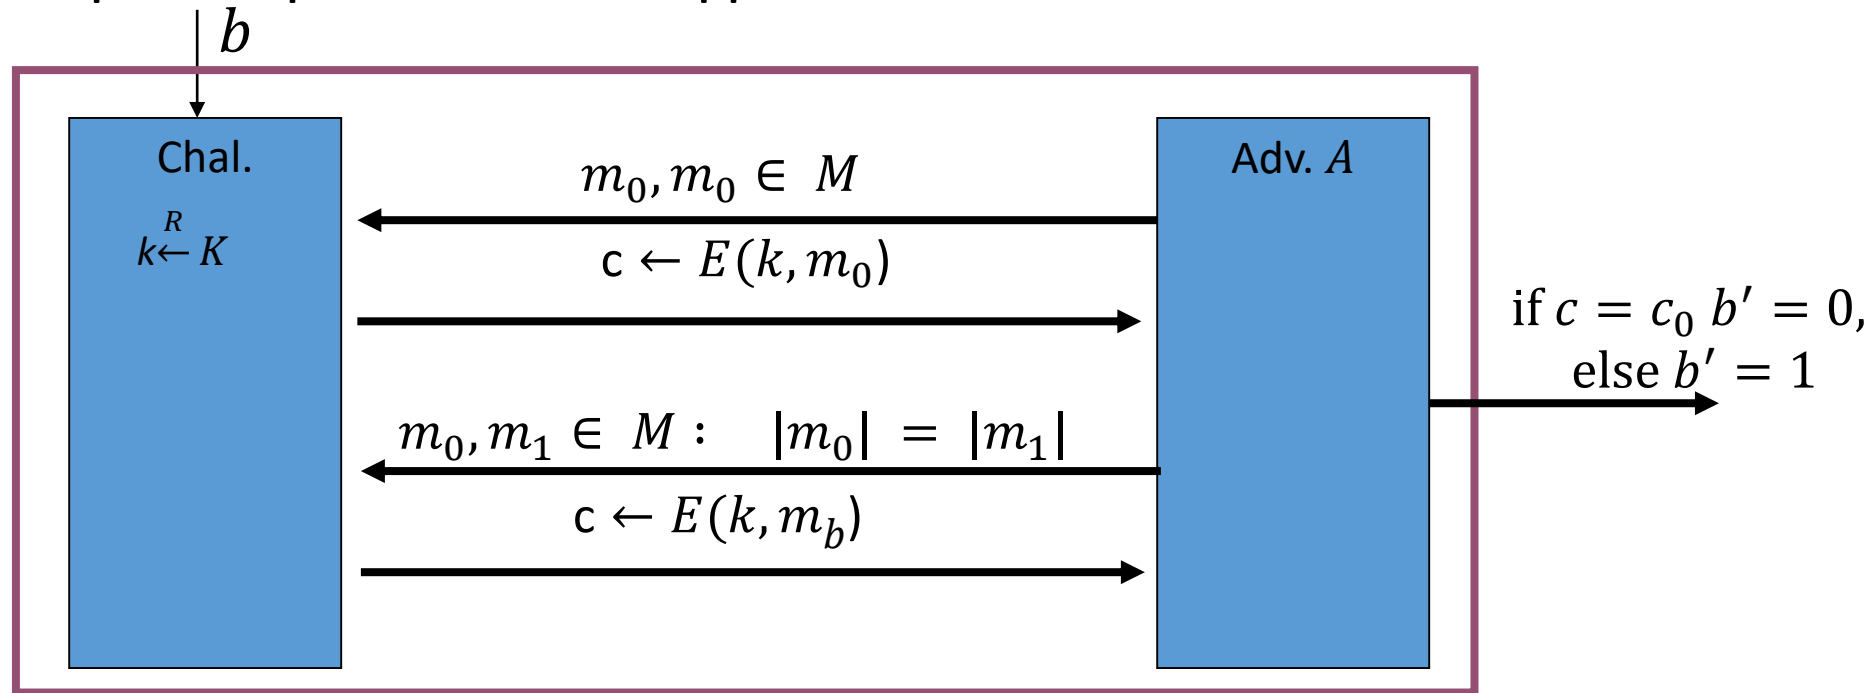 b
Chal.
k ←R K
Adv. A
m₀, m₀ ∈ M
c ← E(k, m₀)
m₀, m₁ ∈ M : |m₀| = |m₁|
c ← E(k, m_b)
if c = c₀ b′ = 0,
else b′ = 1